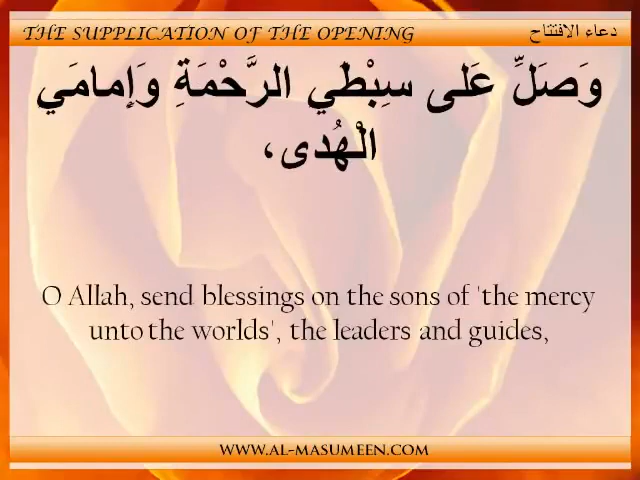 THE SUPPLICATION OF THE OPENING دعاء الافتتاح
وَصَلِّ عَلى سِبْطَيِ الرَّحْمَةِ وَإمامَيِ
الْهُدى،
O Allah, send blessings on the sons of 'the mercy
unto the worlds', the leaders and guides,
WWW.AL-MASUMEEN.COM